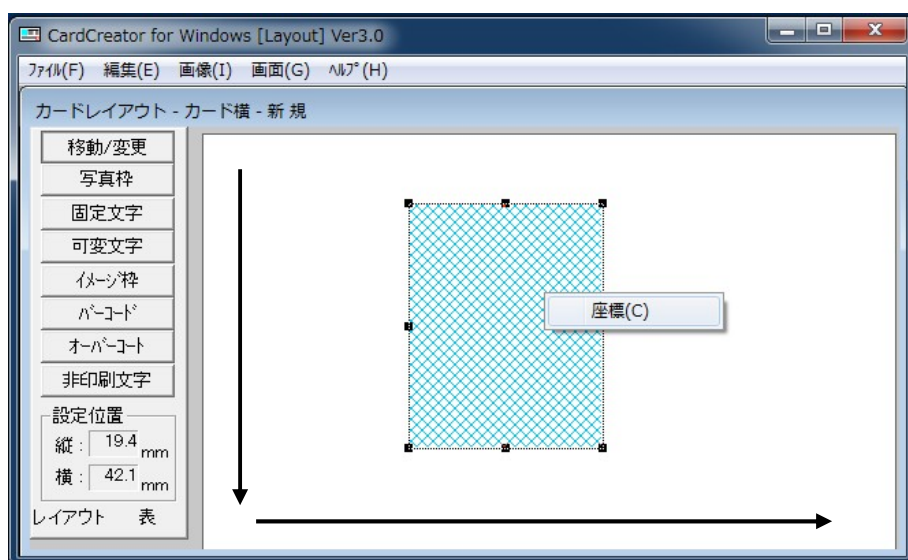 CardCreator for Windows [Layout] Ver3.0
ﾌｧｲﾙ(F) 編集(E) 画像(I) 画面(G) ﾍﾙﾌﾟ(H)
カードレイアウト - カード横 - 新 規
移動/変更
写真枠
固定文字
可変文字
ｲﾒｰｼﾞ枠
ﾊﾞｰｺｰﾄﾞ
ｵｰﾊﾞｰｺｰﾄ
非印刷文字
座標(C)
設定位置
縦 : 19.4 mm
横 : 42.1 mm
レイアウト 表